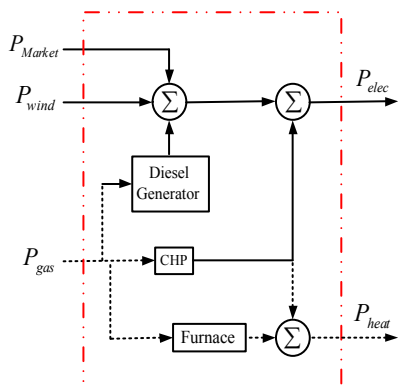 P_Market
P_wind
Σ
Σ
P_elec
Diesel
Generator
P_gas
CHP
Furnace
Σ
P_heat